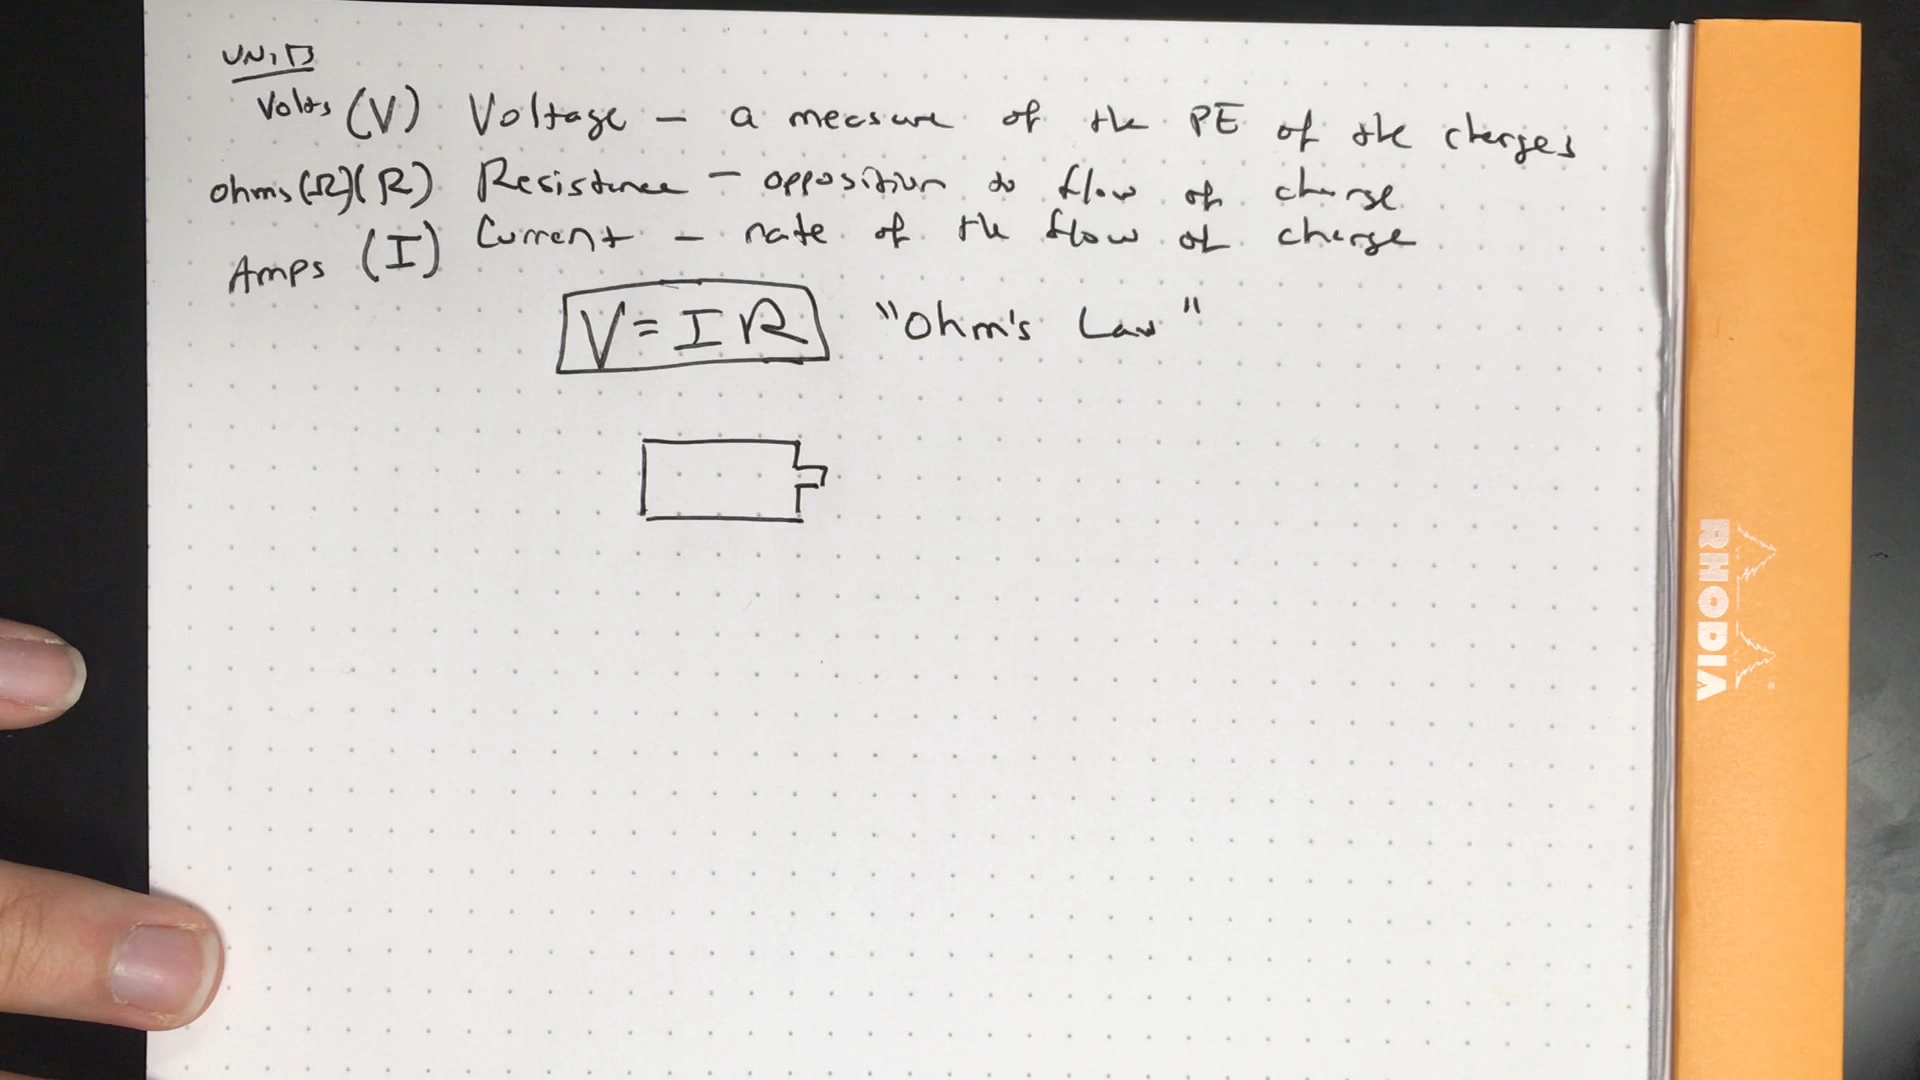 UNITS
Volts (V) Voltage – a measure of the PE of the charges
Ohms (Ω) (R) Resistance – opposition to flow of charge
Amps (I) Current – rate of the flow of charge
V = IR "Ohm's Law"
RHODIA